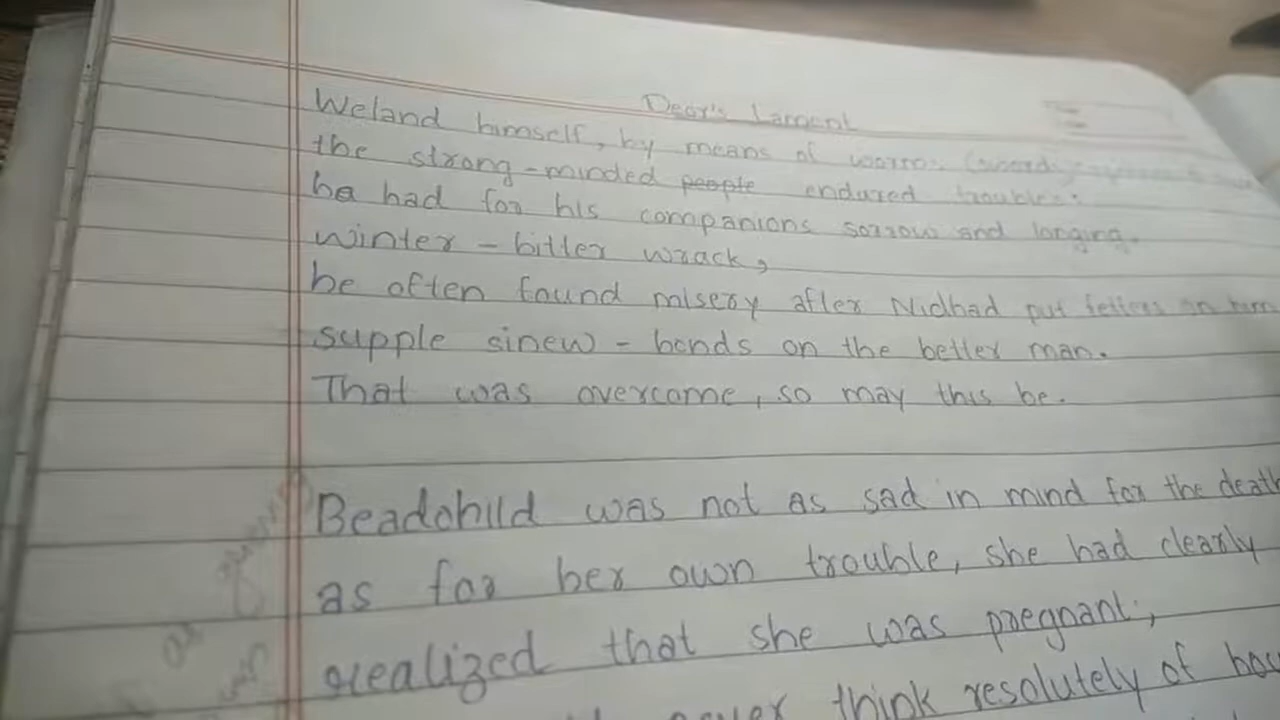 Deor's Lament
Weland himself, by means of worms (swords
the strong-minded people endured troubles;
he had for his companions sorrow and longing.
winter - bitter wrack,
he often found misery after Nidhad put fetters on him
supple sinew - bonds on the better man.
That was overcome, so may this be.
Beadohild was not as sad in mind for the death
as for her own trouble, she had clearly
realized that she was pregnant;
never think resolutely of